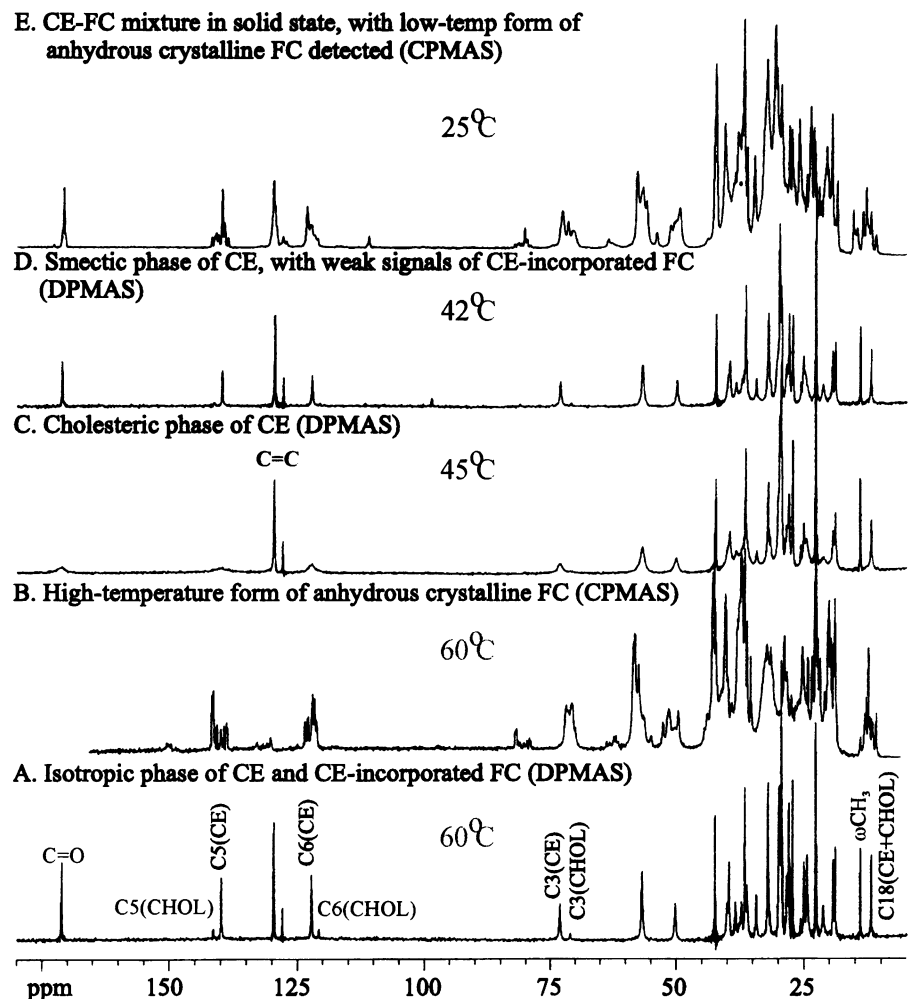 E. CE-FC mixture in solid state, with low-temp form of
anhydrous crystalline FC detected (CPMAS)
25°C
D. Smectic phase of CE, with weak signals of CE-incorporated FC
(DPMAS)
42°C
C. Cholesteric phase of CE (DPMAS)
C=C
45°C
B. High-temperature form of anhydrous crystalline FC (CPMAS)
60°C
A. Isotropic phase of CE and CE-incorporated FC (DPMAS)
60°C
C=O
C5(CHOL)
C5(CE)
C6(CE)
C6(CHOL)
C3(CE)
C3(CHOL)
ωCH₃
C18(CE+CHOL)
ppm 150 125 100 75 50 25